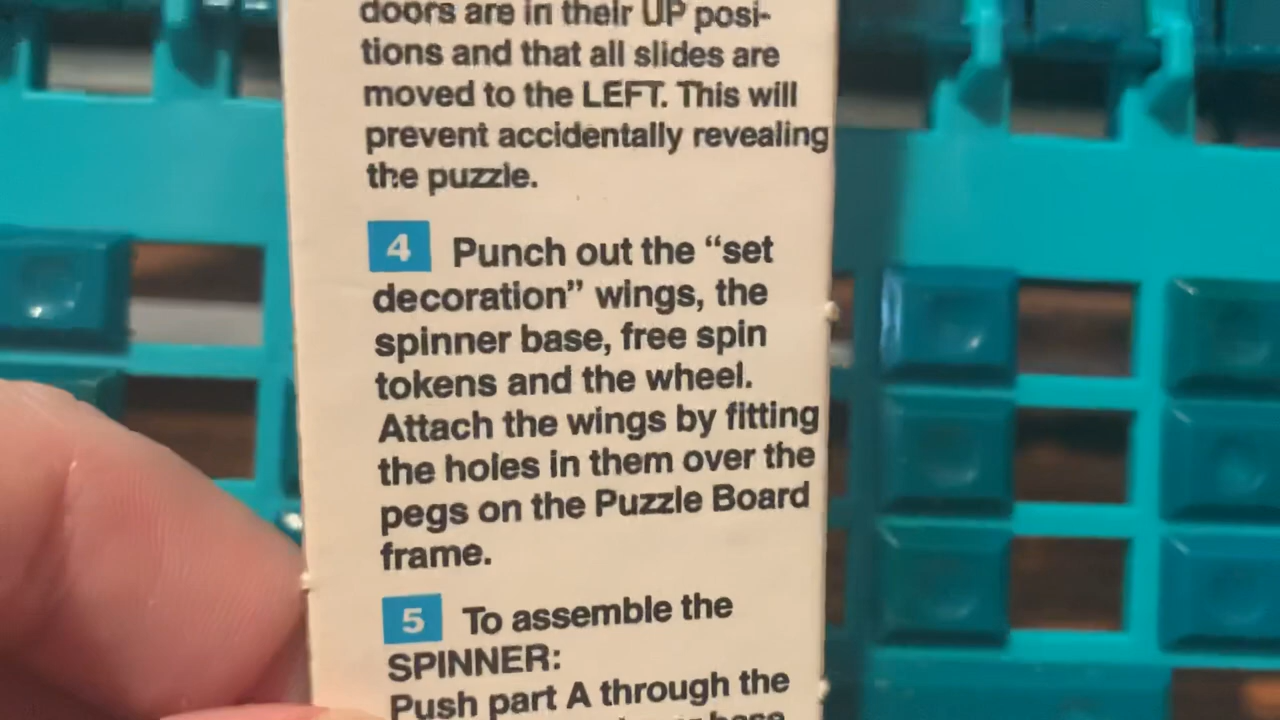 doors are in their UP posi-
tions and that all slides are
moved to the LEFT. This will
prevent accidentally revealing
the puzzle.
4 Punch out the “set
decoration” wings, the
spinner base, free spin
tokens and the wheel.
Attach the wings by fitting
the holes in them over the
pegs on the Puzzle Board
frame.
5 To assemble the
SPINNER:
Push part A through the
base